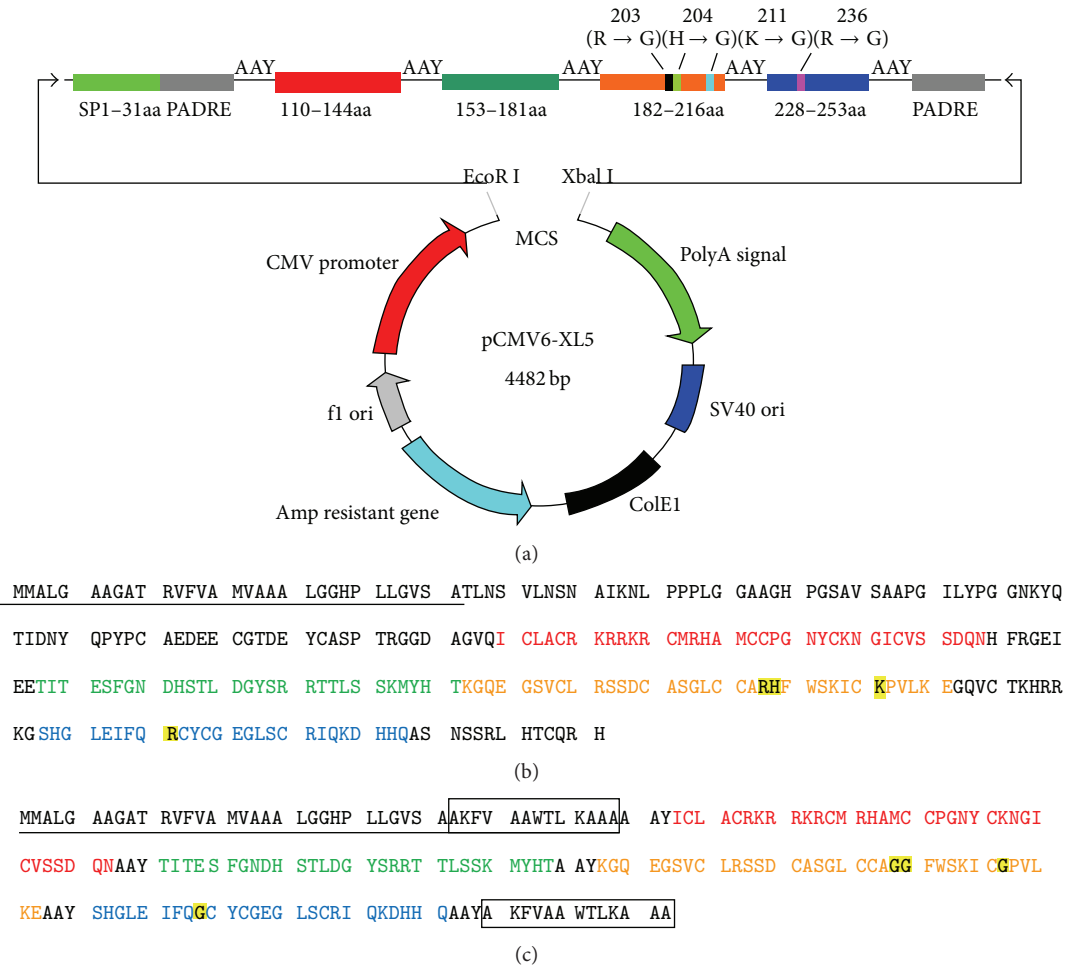 203 204 211 236
(R → G)(H → G)(K → G)(R → G)
AAY AAY AAY AAY AAY
SP1–31aa PADRE 110–144aa 153–181aa 182–216aa 228–253aa PADRE
EcoR I XbaI I
MCS
CMV promoter PolyA signal
pCMV6-XL5
4482 bp
f1 ori SV40 ori
Amp resistant gene ColE1
(a)
MMALG AAGAT RVFVA MVAAA LGGHP LLGVS ATLNS VLNSN AIKNL PPPLG GAAGH PGSAV SAAPG ILYPG GNKYQ
TIDNY QPYPC AEDEE CGTDE YCASP TRGGD AGVQI CLACR KRRKR CMRHA MCCPG NYCKN GICVS SDQNH FRGEI
EETIT ESFGN DHSTL DGYSR RTTLS SKMYH TKGQE GSVCL RSSDC ASGLC CARHF WSKIC KPVLK EGQVC TKHRR
KGSHG LEIFQ RCYCG EGLSC RIQKD HHQAS NSSRL HTCQR H
(b)
MMALG AAGAT RVFVA MVAAA LGGHP LLGVS AAKFV AAWTL KAAAA AYICL ACRKR RKRCM RHAMC CPGNY CKNGI
CVSSD QNAAY TITES FGNDH STLDG YSRRT TLSSK MYHTA AYKGQ EGSVC LRSSD CASGL CCAGG FWSKI CGPVL
KEAAY SHGLE IFQGC YCGEG LSCRI QKDHH QAAYA KFVAA WTLKA AA
(c)